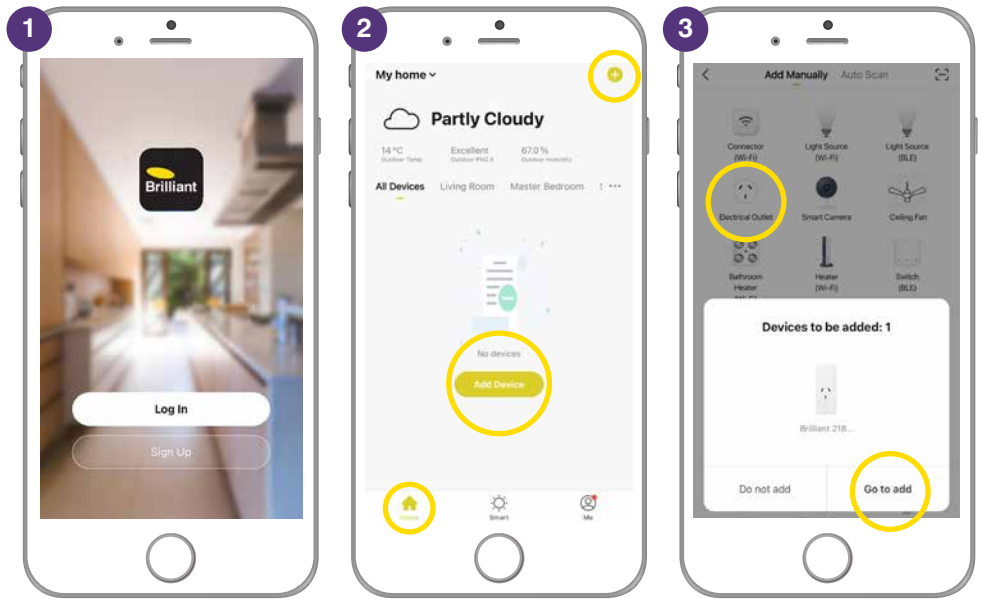 1
Brilliant
Log In
Sign Up
2
My home
Partly Cloudy
14 °C
Excellent
67.0 %
Outdoor Temp
Outdoor PM2.5
Outdoor Humidity
All Devices
Living Room
Master Bedroom
No devices
Add Device
Home
Smart
Me
3
Add Manually
Auto Scan
Connector
(Wi-Fi)
Light Source
(Wi-Fi)
Light Source
(BLE)
Electrical Outlet
Smart Camera
Ceiling Fan
Bathroom
Heater
(Wi-Fi)
Heater
(Wi-Fi)
Switch
(BLE)
Devices to be added: 1
Brilliant 218...
Do not add
Go to add